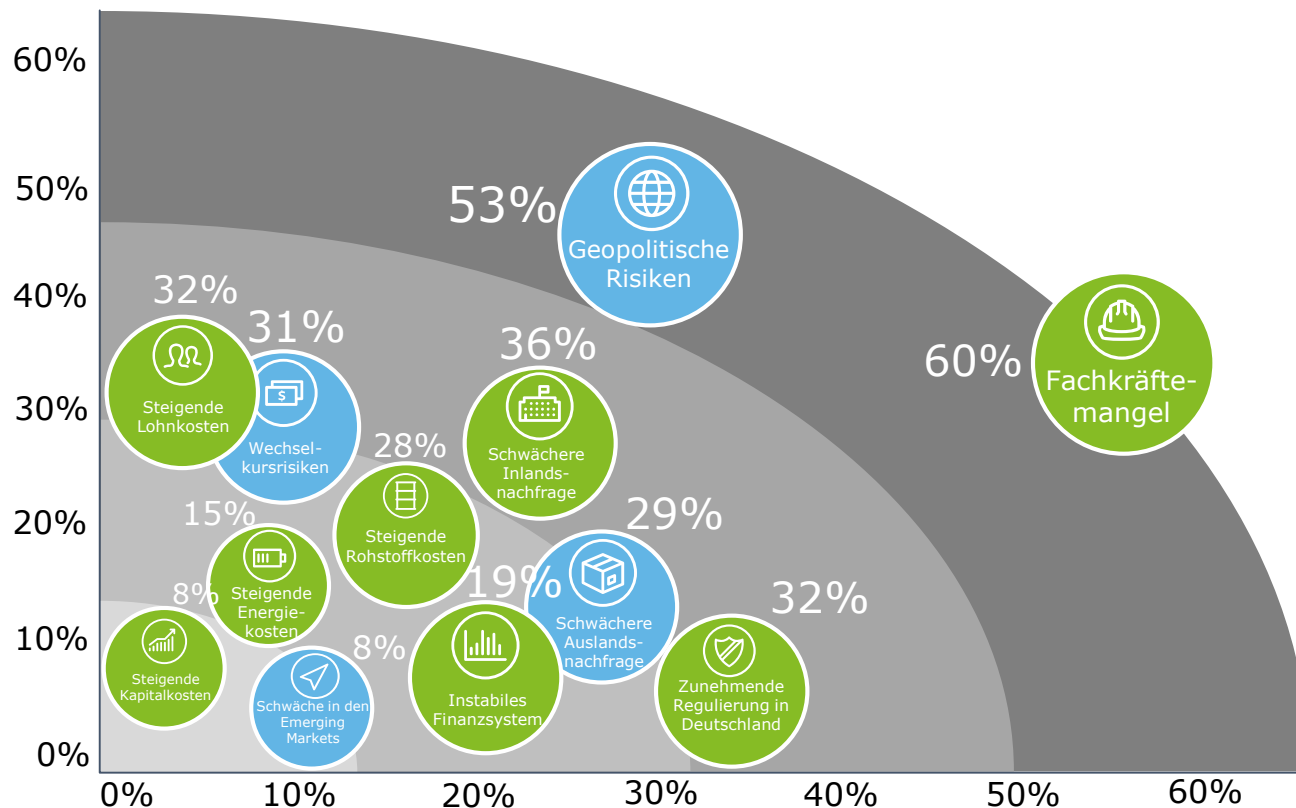 60%
50%
40%
30%
20%
10%
0%
0%
10%
20%
30%
40%
50%
60%
53%
Geopolitische
Risiken
60%
Fachkräfte-
mangel
32%
Steigende
Lohnkosten
31%
$
Wechsel-
kursrisiken
36%
Schwächere
Inlands-
nachfrage
28%
Steigende
Rohstoffkosten
29%
Schwächere
Auslands-
nachfrage
15%
Steigende
Energie-
kosten
19%
Instabiles
Finanzsystem
32%
Zunehmende
Regulierung in
Deutschland
8%
Steigende
Kapitalkosten
8%
Schwäche in den
Emerging
Markets